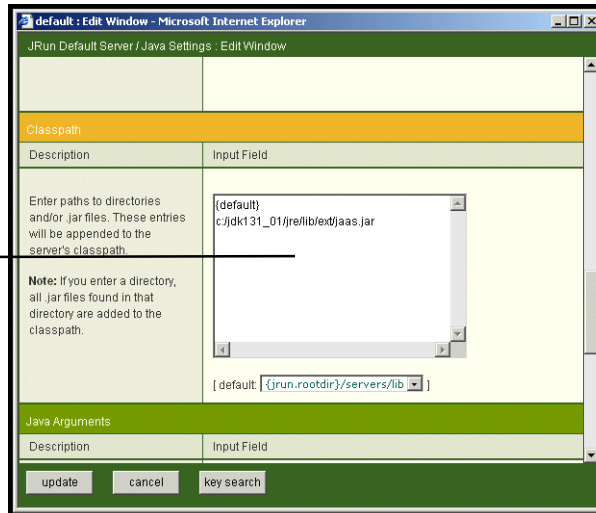 default : Edit Window - Microsoft Internet Explorer
JRun Default Server / Java Settings : Edit Window
Classpath
Description
Input Field
Enter paths to directories
and/or .jar files. These entries
will be appended to the
server's classpath.
Note: If you enter a directory,
all .jar files found in that
directory are added to the
classpath.
{default}
c:/jdk131_01/jre/lib/ext/jaas.jar
[ default: {jrun.rootdir}/servers/lib ]
Java Arguments
Description
Input Field
update
cancel
key search